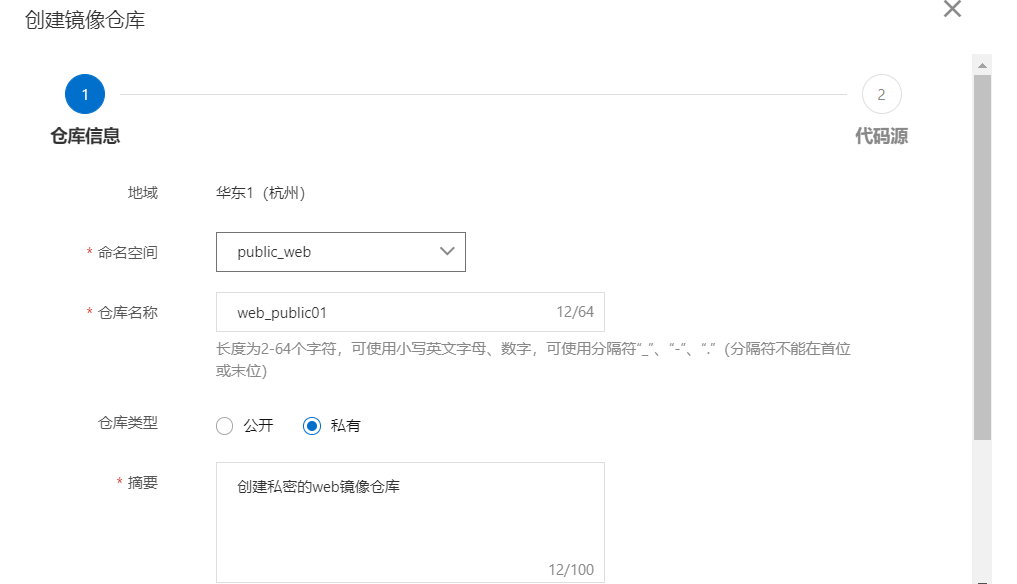 创建镜像仓库
1
2
仓库信息
代码源
地域
华东1（杭州）
* 命名空间
public_web
* 仓库名称
web_public01
12/64
长度为2-64个字符，可使用小写英文字母、数字，可使用分隔符“_”、“-”、“.”（分隔符不能在首位
或末位）
仓库类型
公开
私有
* 摘要
创建私密的web镜像仓库
12/100